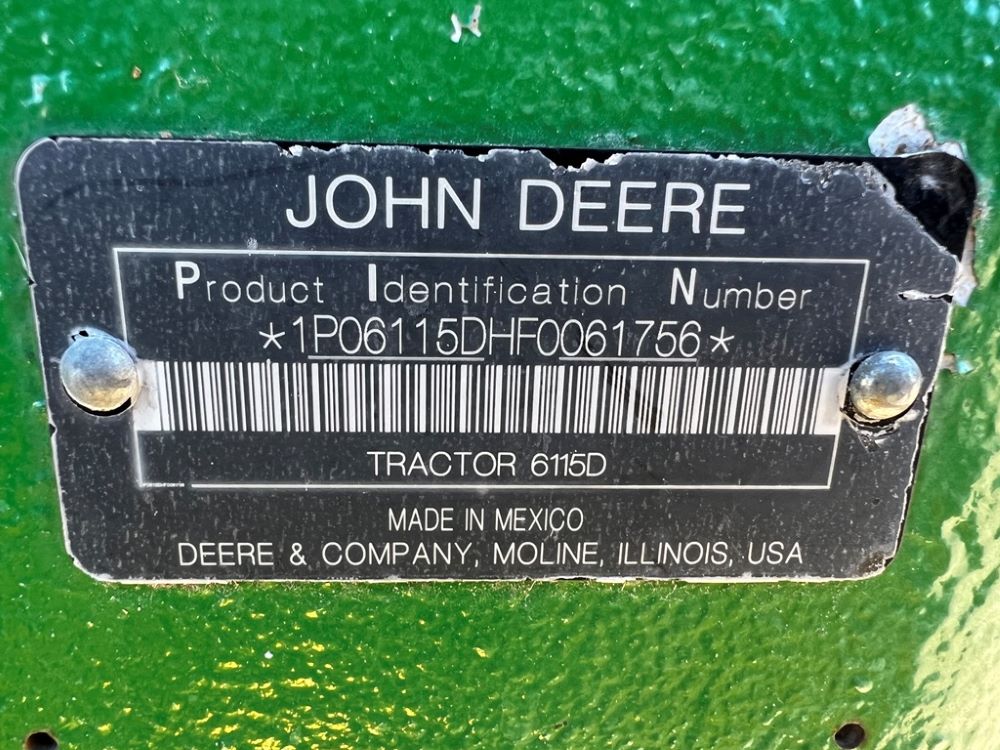 JOHN DEERE
Product Identification Number
*1P06115DHF0061756*
TRACTOR 6115D
MADE IN MEXICO
DEERE & COMPANY, MOLINE, ILLINOIS, USA